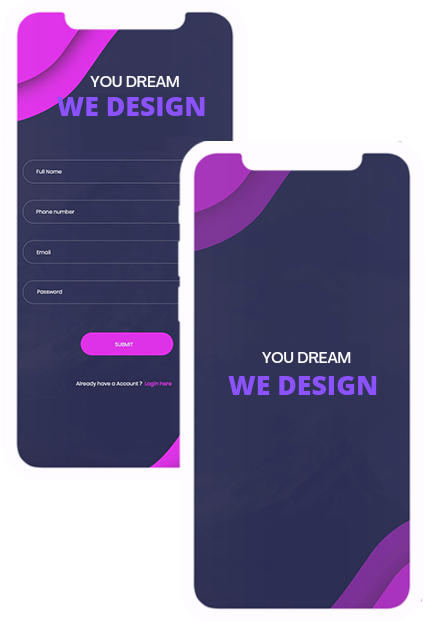 YOU DREAM
WE DESIGN
Full Name
Phone number
Email
Password
SUBMIT
Already have a Account ? Login here
YOU DREAM
WE DESIGN